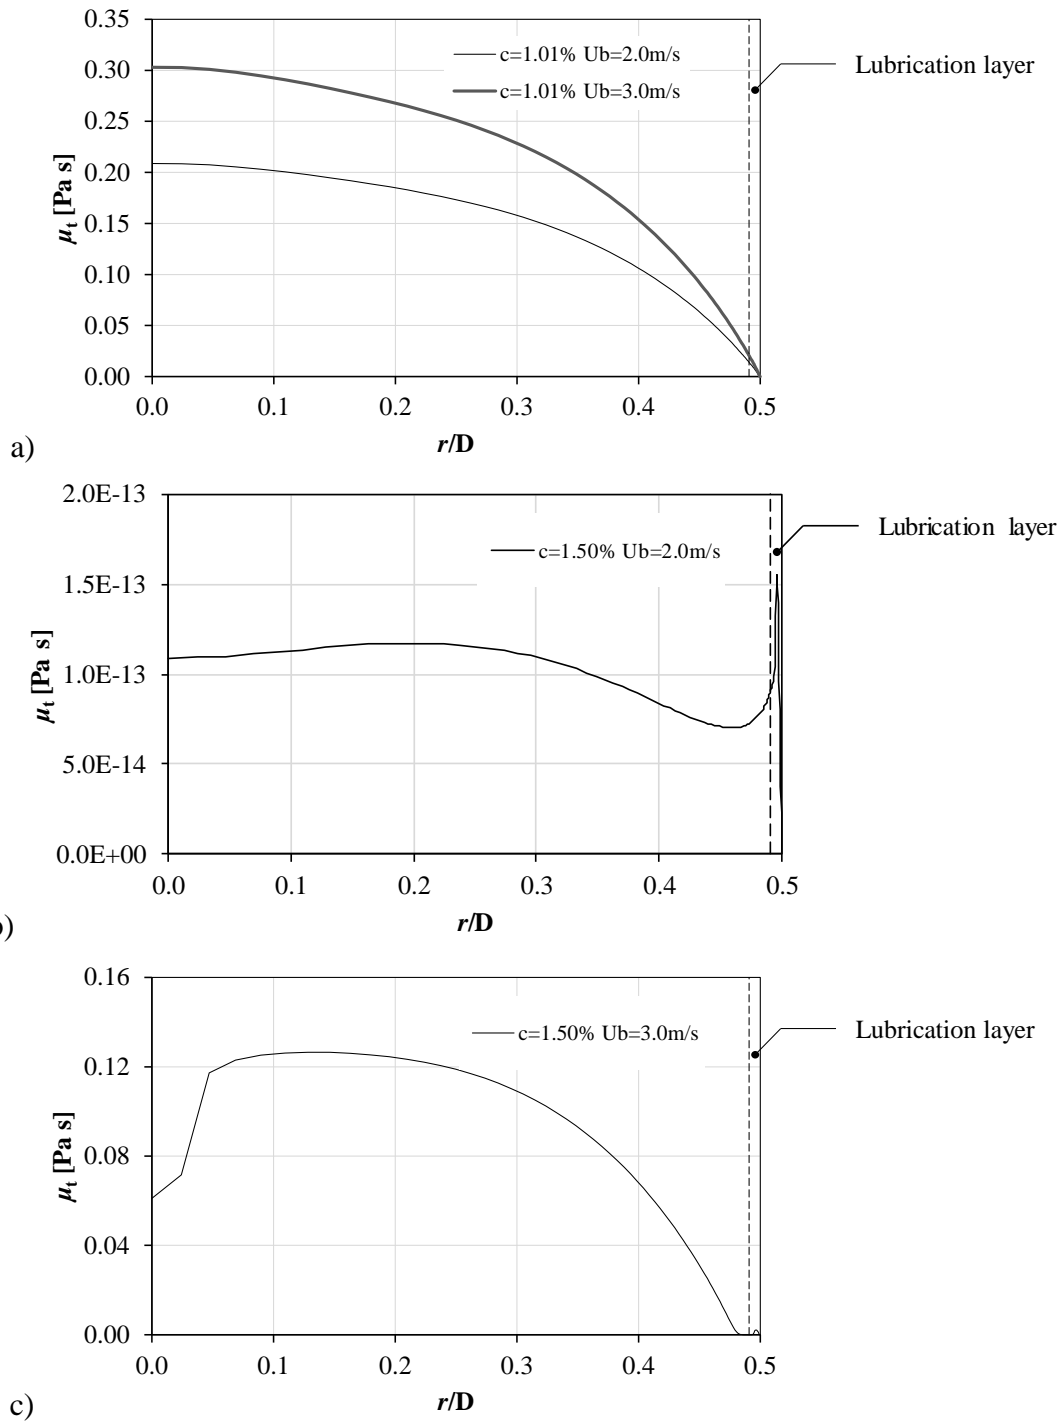 0.35
c=1.01% Ub=2.0m/s
Lubrication layer
0.30
c=1.01% Ub=3.0m/s
0.25
0.20
0.15
0.10
0.05
0.00
μt [Pa s]
0.0 0.1 0.2 0.3 0.4 0.5
r/D
a)
2.0E-13
Lubrication layer
c=1.50% Ub=2.0m/s
1.5E-13
1.0E-13
5.0E-14
0.0E+00
μt [Pa s]
0.0 0.1 0.2 0.3 0.4 0.5
r/D
)
0.16
c=1.50% Ub=3.0m/s
Lubrication layer
0.12
0.08
0.04
0.00
μt [Pa s]
0.0 0.1 0.2 0.3 0.4 0.5
r/D
c)